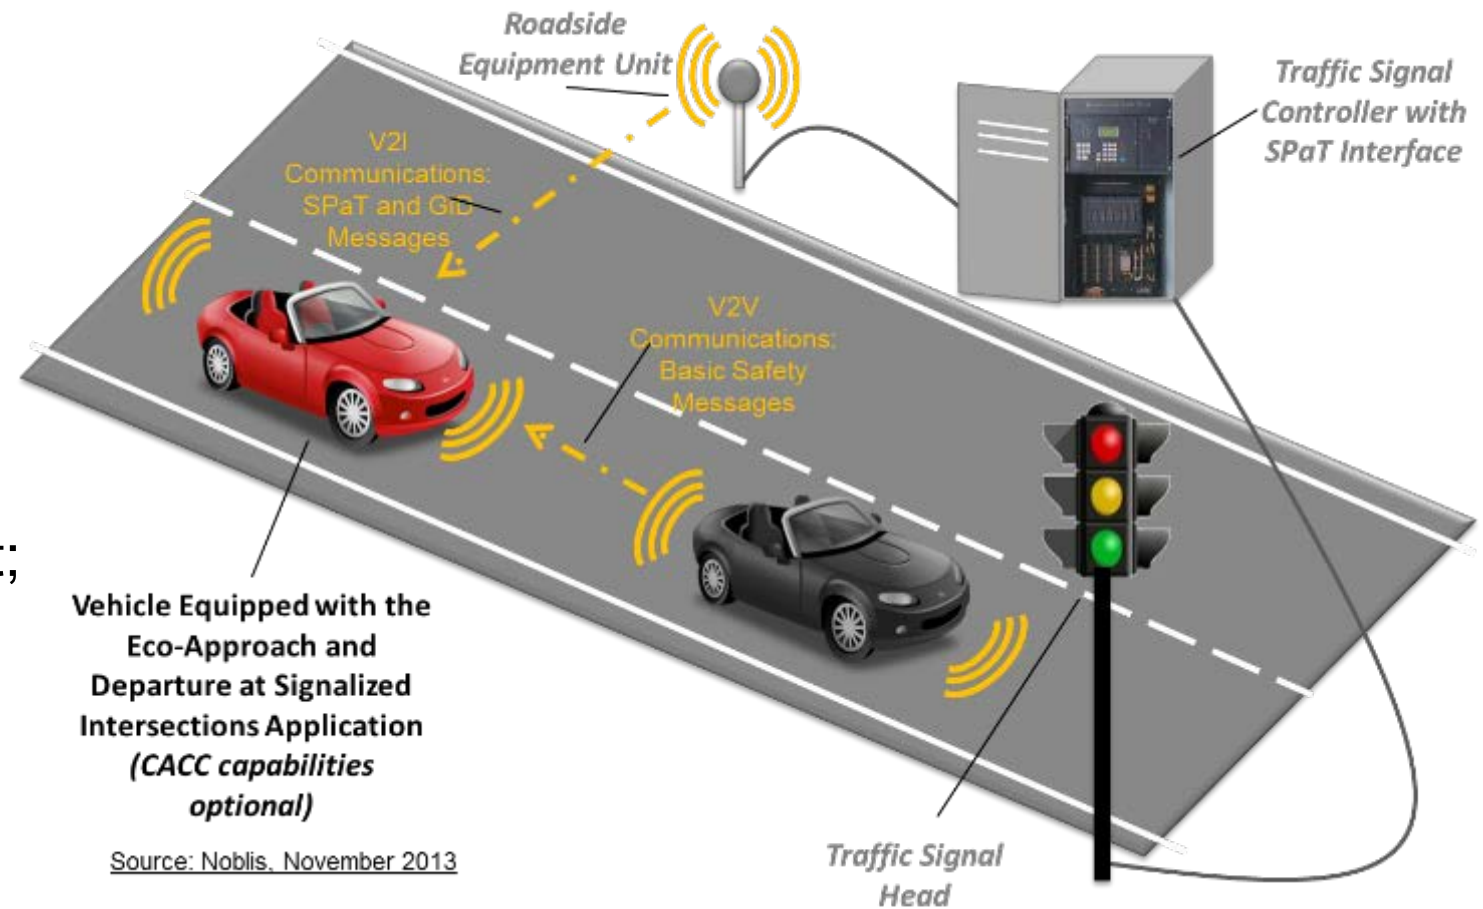 Roadside
Equipment Unit
Traffic Signal
Controller with
SPaT Interface
V2I
Communications:
SPaT and GID
Messages
V2V
Communications:
Basic Safety
Messages
Vehicle Equipped with the
Eco-Approach and
Departure at Signalized
Intersections Application
(CACC capabilities
optional)
Source: Noblis, November 2013
Traffic Signal
Head